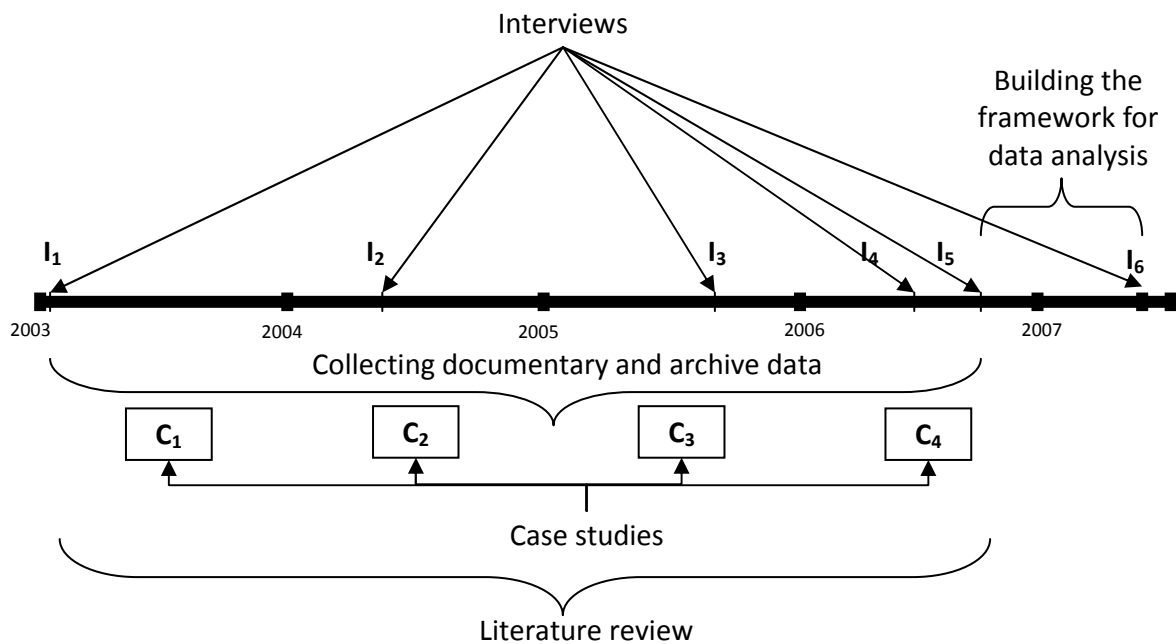 Interviews
Building the
framework for
data analysis
I₁
I₂
I₃
I₄
I₅
I₆
2003
2004
2005
2006
2007
Collecting documentary and archive data
C₁
C₂
C₃
C₄
Case studies
Literature review